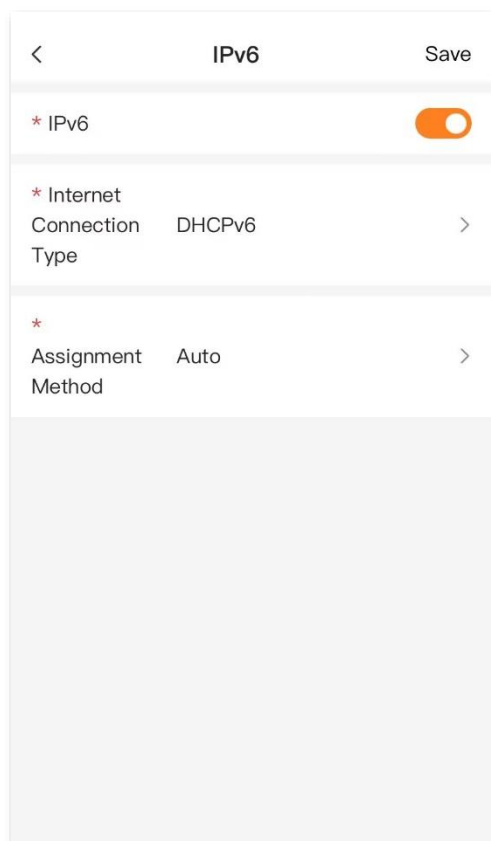 IPv6 Save
* IPv6
* Internet
Connection DHCPv6
Type
*
Assignment Auto
Method